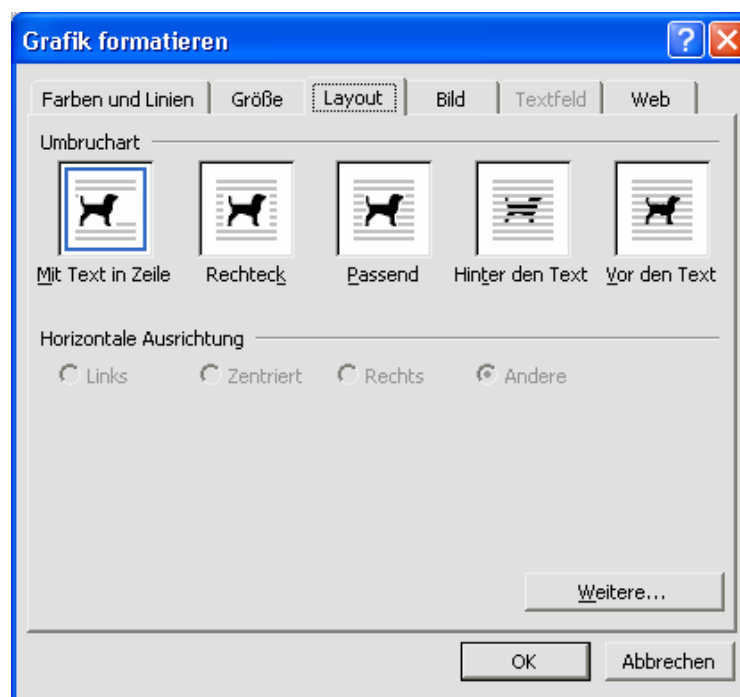 Grafik formatieren
Farben und Linien Größe Layout Bild Textfeld Web
Umbruchart
Mit Text in Zeile Rechteck Passend Hinter den Text Vor den Text
Horizontale Ausrichtung
Links Zentriert Rechts Andere
Weitere...
OK Abbrechen